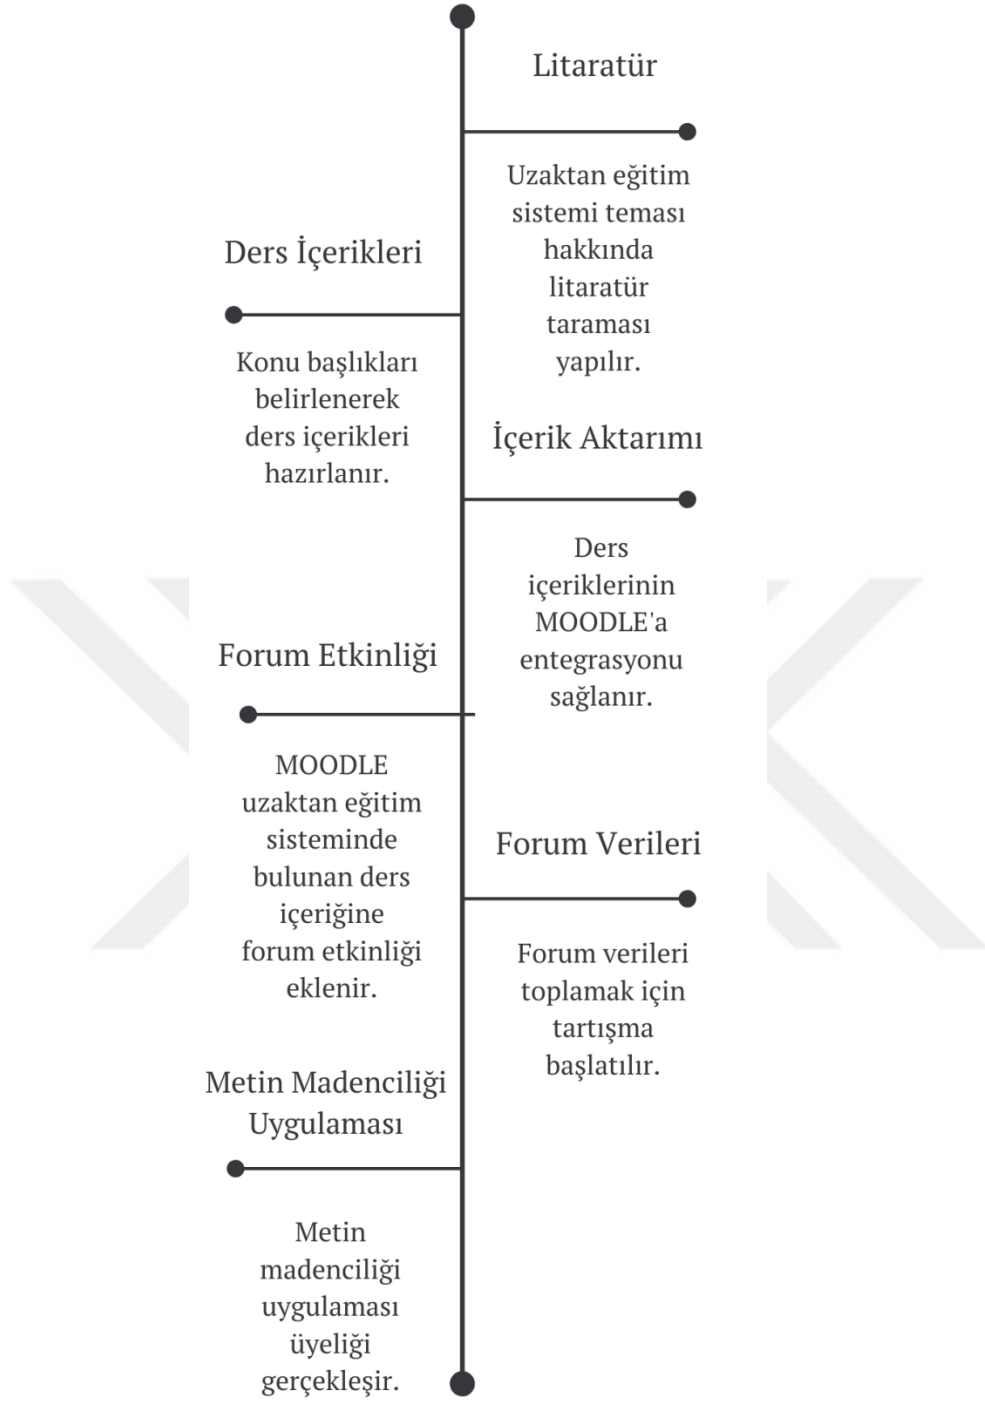 Litaratür
Uzaktan eğitim
sistemi teması
hakkında
litaratür
taraması
yapılır.
Ders İçerikleri
Konu başlıkları
belirlenerek
ders içerikleri
hazırlanır.
İçerik Aktarımı
Ders
içeriklerinin
MOODLE'a
entegrasyonu
sağlanır.
Forum Etkinliği
MOODLE
uzaktan eğitim
sisteminde
bulunan ders
içeriğine
forum etkinliği
eklenir.
Forum Verileri
Forum verileri
toplamak için
tartışma
başlatılır.
Metin Madenciliği
Uygulaması
Metin
madenciliği
uygulaması
üyeliği
gerçekleşir.